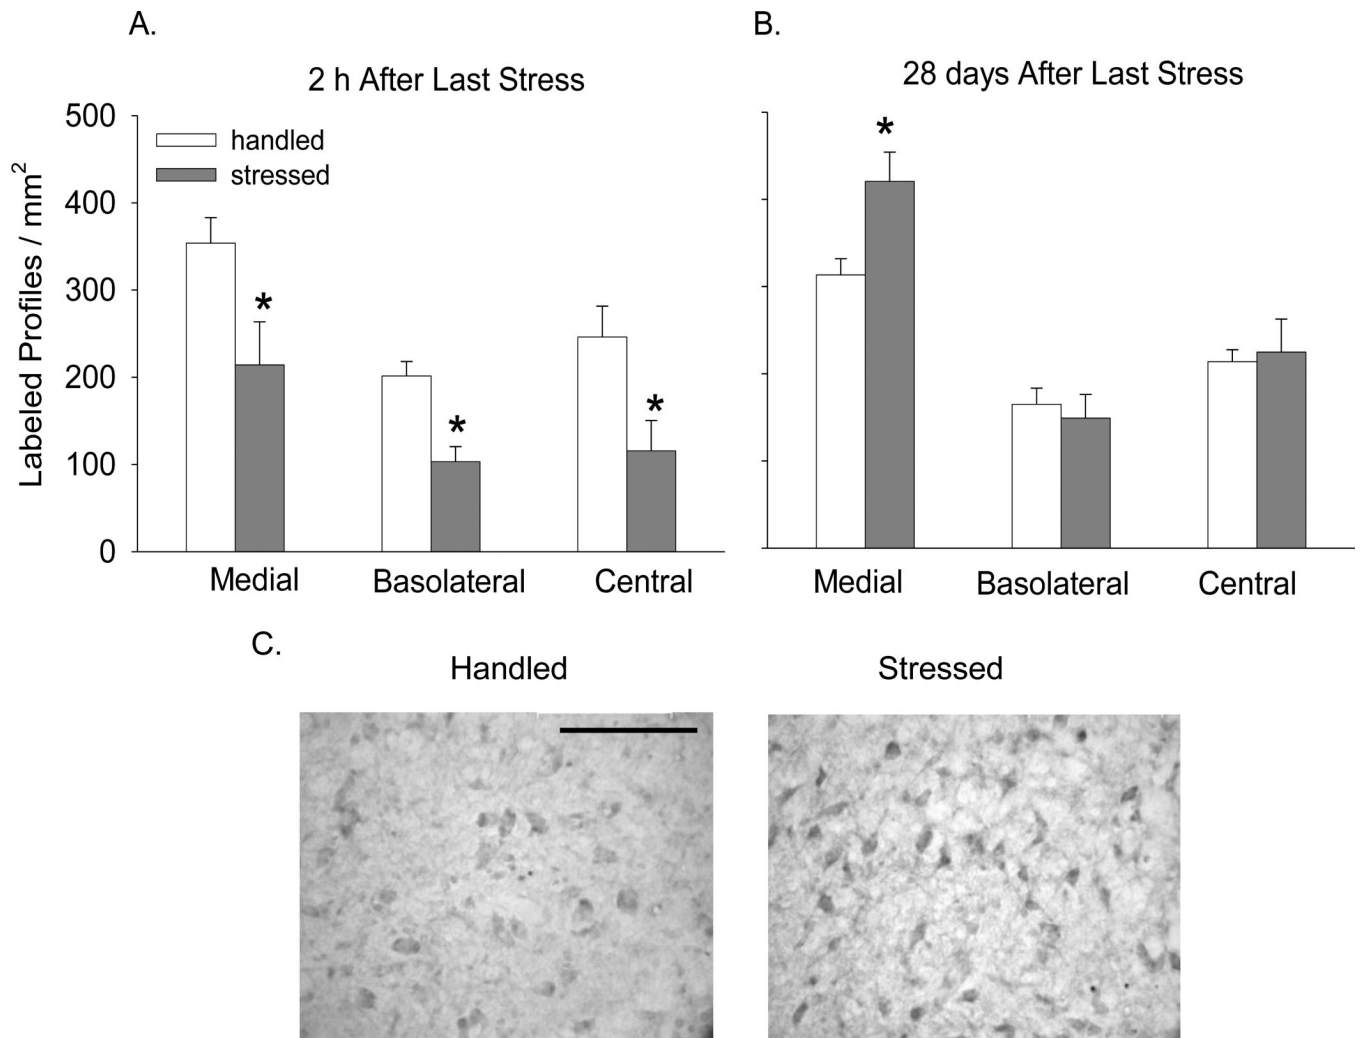 A.
B.
2 h After Last Stress
28 days After Last Stress
500
400
300
200
100
0
Labeled Profiles / mm²
handled
stressed
*
*
*
*
Medial
Basolateral
Central
Medial
Basolateral
Central
C.
Handled
Stressed